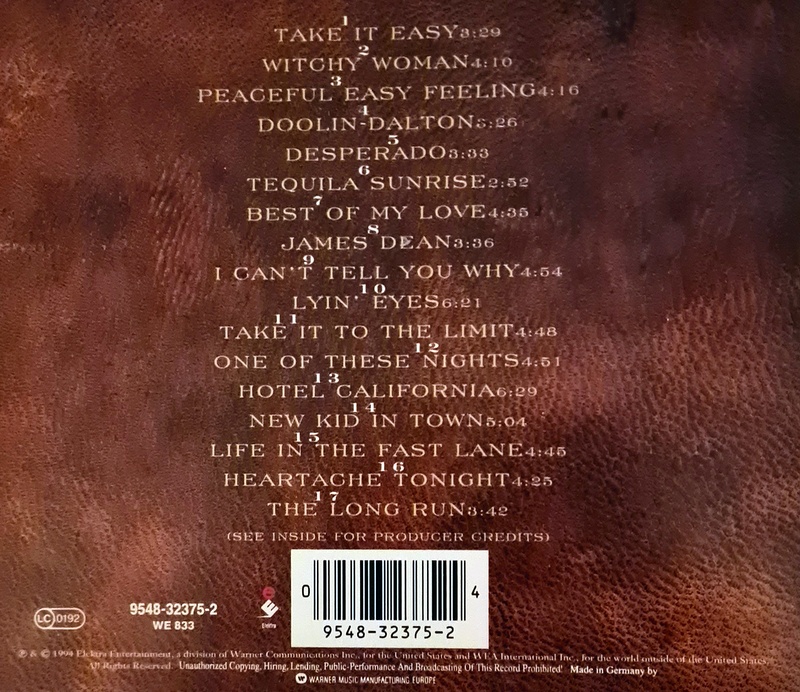 1
TAKE IT EASY3:29
2
WITCHY WOMAN4:10
3
PEACEFUL EASY FEELING4:16
4
DOOLIN-DALTON3:26
5
DESPERADO3:33
6
TEQUILA SUNRISE2:52
7
BEST OF MY LOVE4:35
8
JAMES DEAN3:36
9
I CAN'T TELL YOU WHY4:54
10
LYIN' EYES6:21
11
TAKE IT TO THE LIMIT4:48
12
ONE OF THESE NIGHTS4:51
13
HOTEL CALIFORNIA6:29
14
NEW KID IN TOWN5:04
15
LIFE IN THE FAST LANE4:45
16
HEARTACHE TONIGHT4:25
17
THE LONG RUN3:42
(SEE INSIDE FOR PRODUCER CREDITS)
LC 0192
9548-32375-2
WE 833
Elektra
0 4
9548-32375-2
℗ & © 1994 Elektra Entertainment, a division of Warner Communications Inc., for the United States and WEA International Inc., for the world outside of the United States.
All Rights Reserved. Unauthorized Copying, Hiring, Lending, Public-Performance And Broadcasting Of This Record Prohibited! Made in Germany by
WARNER MUSIC MANUFACTURING EUROPE